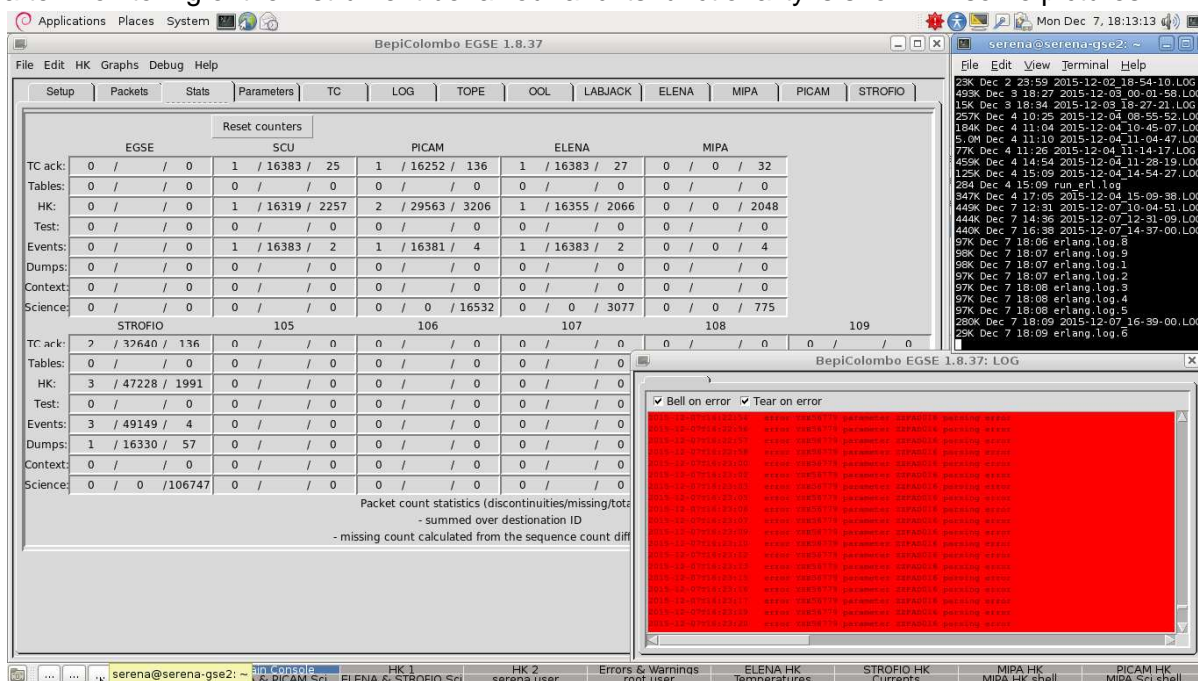 Applications Places System Mon Dec 7, 18:13:13
BepiColombo EGSE 1.8.37
File Edit HK Graphs Debug Help
Setup Packets Stats Parameters TC LOG TOPE OOL LABJACK ELENA MIPA PICAM STROFIO
Reset counters
EGSE SCU PICAM ELENA MIPA
TC ack: 0 / / 0 1 / 16383 / 25 1 / 16252 / 136 1 / 16383 / 27 0 / 0 / 32
Tables: 0 / / 0 0 / / 0 0 / / 0 0 / / 0 0 / / 0
HK: 0 / / 0 1 / 16319 / 2257 2 / 29563 / 3206 1 / 16355 / 2066 0 / 0 / 2048
Test: 0 / / 0 0 / / 0 0 / / 0 0 / / 0 0 / / 0
Events: 0 / / 0 1 / 16383 / 2 1 / 16381 / 4 1 / 16383 / 2 0 / 0 / 4
Dumps: 0 / / 0 0 / / 0 0 / / 0 0 / / 0 0 / / 0
Context: 0 / / 0 0 / / 0 0 / / 0 0 / / 0 0 / / 0
Science: 0 / / 0 0 / / 0 0 / 0 / 16532 0 / 0 / 3077 0 / 0 / 775
STROFIO 105 106 107 108 109
TC ack: 2 / 32640 / 136 0 / / 0 0 / / 0 0 / / 0 0 / / 0 0 / / 0
Tables: 0 / / 0 0 / / 0 0 / / 0 0 / / 0
HK: 3 / 47228 / 1991 0 / / 0 0 / / 0 0 / / 0
Test: 0 / / 0 0 / / 0 0 / / 0 0 / / 0
Events: 3 / 49149 / 4 0 / / 0 0 / / 0 0 / / 0
Dumps: 1 / 16330 / 57 0 / / 0 0 / / 0 0 / / 0
Context: 0 / / 0 0 / / 0 0 / / 0 0 / / 0
Science: 0 / 0 /106747 0 / / 0 0 / / 0 0 / / 0
Packet count statistics (discontinuities/missing/tota
- summed over destionation ID
- missing count calculated from the sequence count diff
serena@serena-gse2: ~
File Edit View Terminal Help
23K Dec 2 23:59 2015-12-02_18-54-10.LOG
493K Dec 3 18:27 2015-12-03_00-01-58.LOG
15K Dec 3 18:34 2015-12-03_18-27-21.LOG
257K Dec 4 10:25 2015-12-04_08-55-52.LOG
184K Dec 4 11:04 2015-12-04_10-45-07.LOG
5.0M Dec 4 11:10 2015-12-04_11-04-47.LOG
77K Dec 4 11:26 2015-12-04_11-14-17.LOG
459K Dec 4 14:54 2015-12-04_11-28-19.LOG
125K Dec 4 15:09 2015-12-04_14-54-27.LOG
284 Dec 4 15:09 run_erl.log
347K Dec 4 17:05 2015-12-04_15-09-38.LOG
449K Dec 7 12:31 2015-12-07_10-04-51.LOG
444K Dec 7 14:36 2015-12-07_12-31-09.LOG
440K Dec 7 16:38 2015-12-07_14-37-00.LOG
97K Dec 7 18:06 erlang.log.8
98K Dec 7 18:07 erlang.log.9
98K Dec 7 18:07 erlang.log.1
97K Dec 7 18:07 erlang.log.2
97K Dec 7 18:08 erlang.log.3
97K Dec 7 18:08 erlang.log.4
97K Dec 7 18:08 erlang.log.5
280K Dec 7 18:09 2015-12-07_16-39-00.LOG
29K Dec 7 18:09 erlang.log.6
BepiColombo EGSE 1.8.37: LOG
Bell on error Tear on error
serena@serena-gse2: ~
ain Console HK 1 HK 2 Errors & Warnings ELENA HK STROFIO HK MIPA HK PICAM HK
& PICAM Sci ELENA & STROFIO Sci serena user root user Temperatures Currents MIPA HK shell MIPA Sci shell